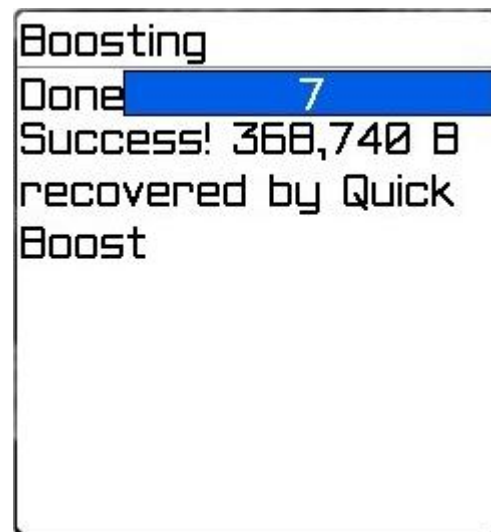 Boosting
Done 7
Success! 368,740 B
recovered by Quick
Boost